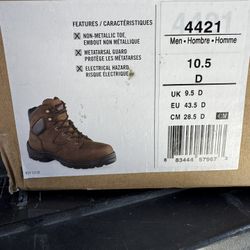 FEATURES / CARACTÉRISTIQUES
NON-METALLIC TOE,
EMBOUT NON MÉTALLIQUE
METATARSAL GUARD
PROTÈGE LES MÉTATARSES
ELECTRICAL HAZARD
RISQUE ÉLECTRIQUE
4421
Men • Hombre • Homme
10.5
D
UK 9.5 D
EU 43.5 D
CM 28.5 D